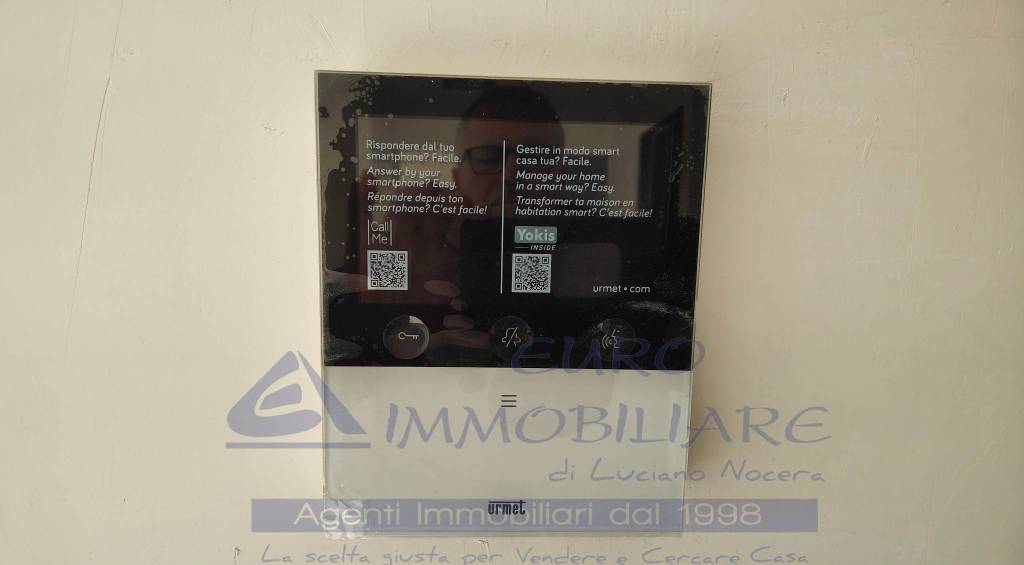 Rispondere dal tuo
smartphone? Facile.
Answer by your
smartphone? Easy.
Répondre depuis ton
smartphone? C'est facile!
Call
Me
Gestire in modo smart
casa tua? Facile.
Manage your home
in a smart way? Easy.
Transformer ta maison en
habitation smart? C'est facile!
Yokis
INSIDE
urmet•com
EURO
IMMOBILIARE
di Luciano Nocera
urmet
Agenti Immobiliari dal 1998
La scelta giusta per Vendere e Cercare Casa